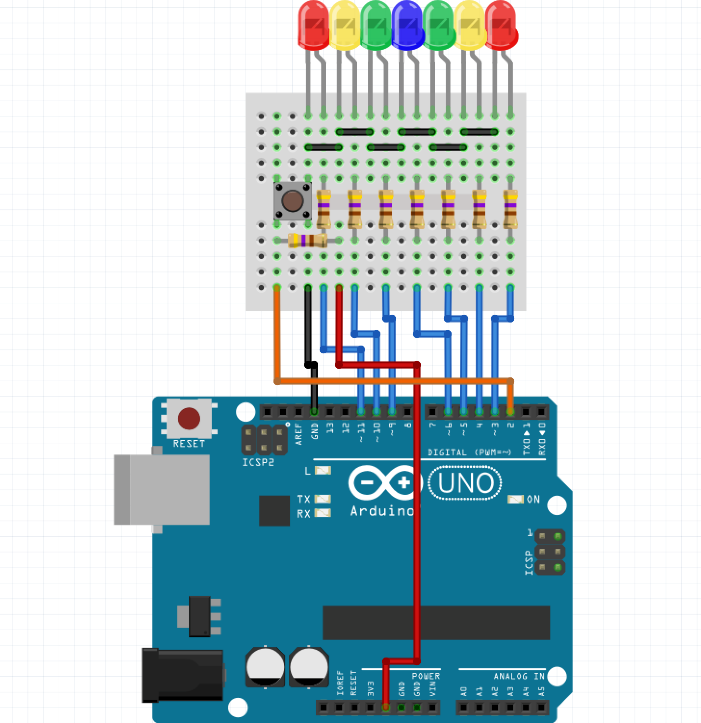 RESET
ICSP2
AREF
GND
13
12
~11
~10
~9
8
7
~6
~5
4
~3
2
TXD▶1
RXD◀0
DIGITAL (PWM=~)
L
TX
RX
Arduino
UNO
ON
1
ICSP
IOREF
RESET
3V3
GND
GND
VIN
POWER
A0
A1
A2
A3
A4
A5
ANALOG IN